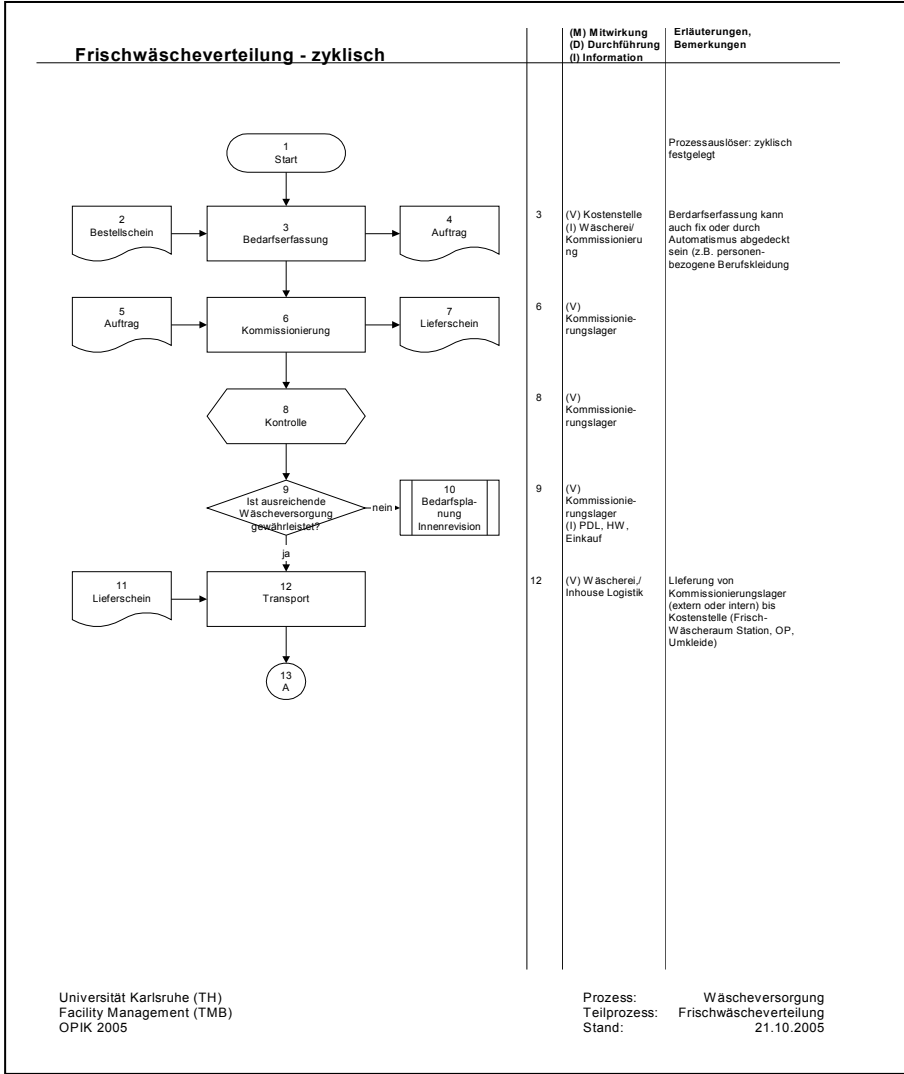 Frischwäscheverteilung - zyklisch
(M) Mitwirkung
(D) Durchführung
(I) Information
Erläuterungen,
Bemerkungen
1
Start
Prozessauslöser: zyklisch
festgelegt
2
Bestellschein
3
Bedarfserfassung
4
Auftrag
3
(V) Kostenstelle
(I) Wäscherei/
Kommissionieru
ng
Berdarfserfassung kann
auch fix oder durch
Automatismus abgedeckt
sein (z.B. personen-
bezogene Berufskleidung
5
Auftrag
6
Kommissionierung
7
Lieferschein
6
(V)
Kommissionie-
rungslager
8
Kontrolle
8
(V)
Kommissionie-
rungslager
9
Ist ausreichende
Wäscheversorgung
gewährleistet?
nein
10
Bedarfspla-
nung
Innenrevision
9
(V)
Kommissionie-
rungslager
(I) PDL, HW,
Einkauf
ja
11
Lieferschein
12
Transport
12
(V) Wäscherei,/
Inhouse Logistik
LIeferung von
Kommissionierungslager
(extern oder intern) bis
Kostenstelle (Frisch-
Wäscheraum Station, OP,
Umkleide)
13
A
Universität Karlsruhe (TH)
Facility Management (TMB)
OPIK 2005
Prozess: Wäscheversorgung
Teilprozess: Frischwäscheverteilung
Stand: 21.10.2005